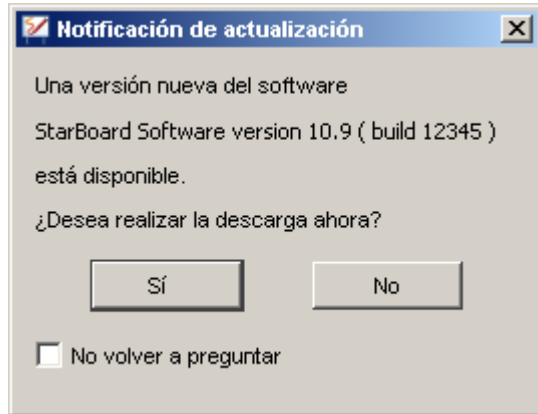 Notificación de actualización
Una versión nueva del software
StarBoard Software version 10.9 ( build 12345 )
está disponible.
¿Desea realizar la descarga ahora?
Sí No
No volver a preguntar